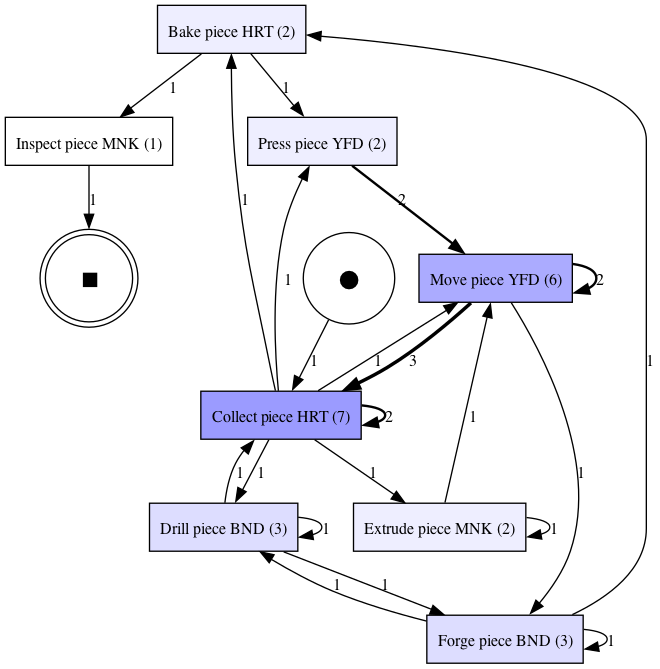 Bake piece HRT (2)
1
1
Inspect piece MNK (1)
Press piece YFD (2)
1
1
2
Move piece YFD (6)
2
1
1
1
3
1
Collect piece HRT (7)
2
1
1
1
1
1
Drill piece BND (3)
1
Extrude piece MNK (2)
1
1
1
Forge piece BND (3)
1